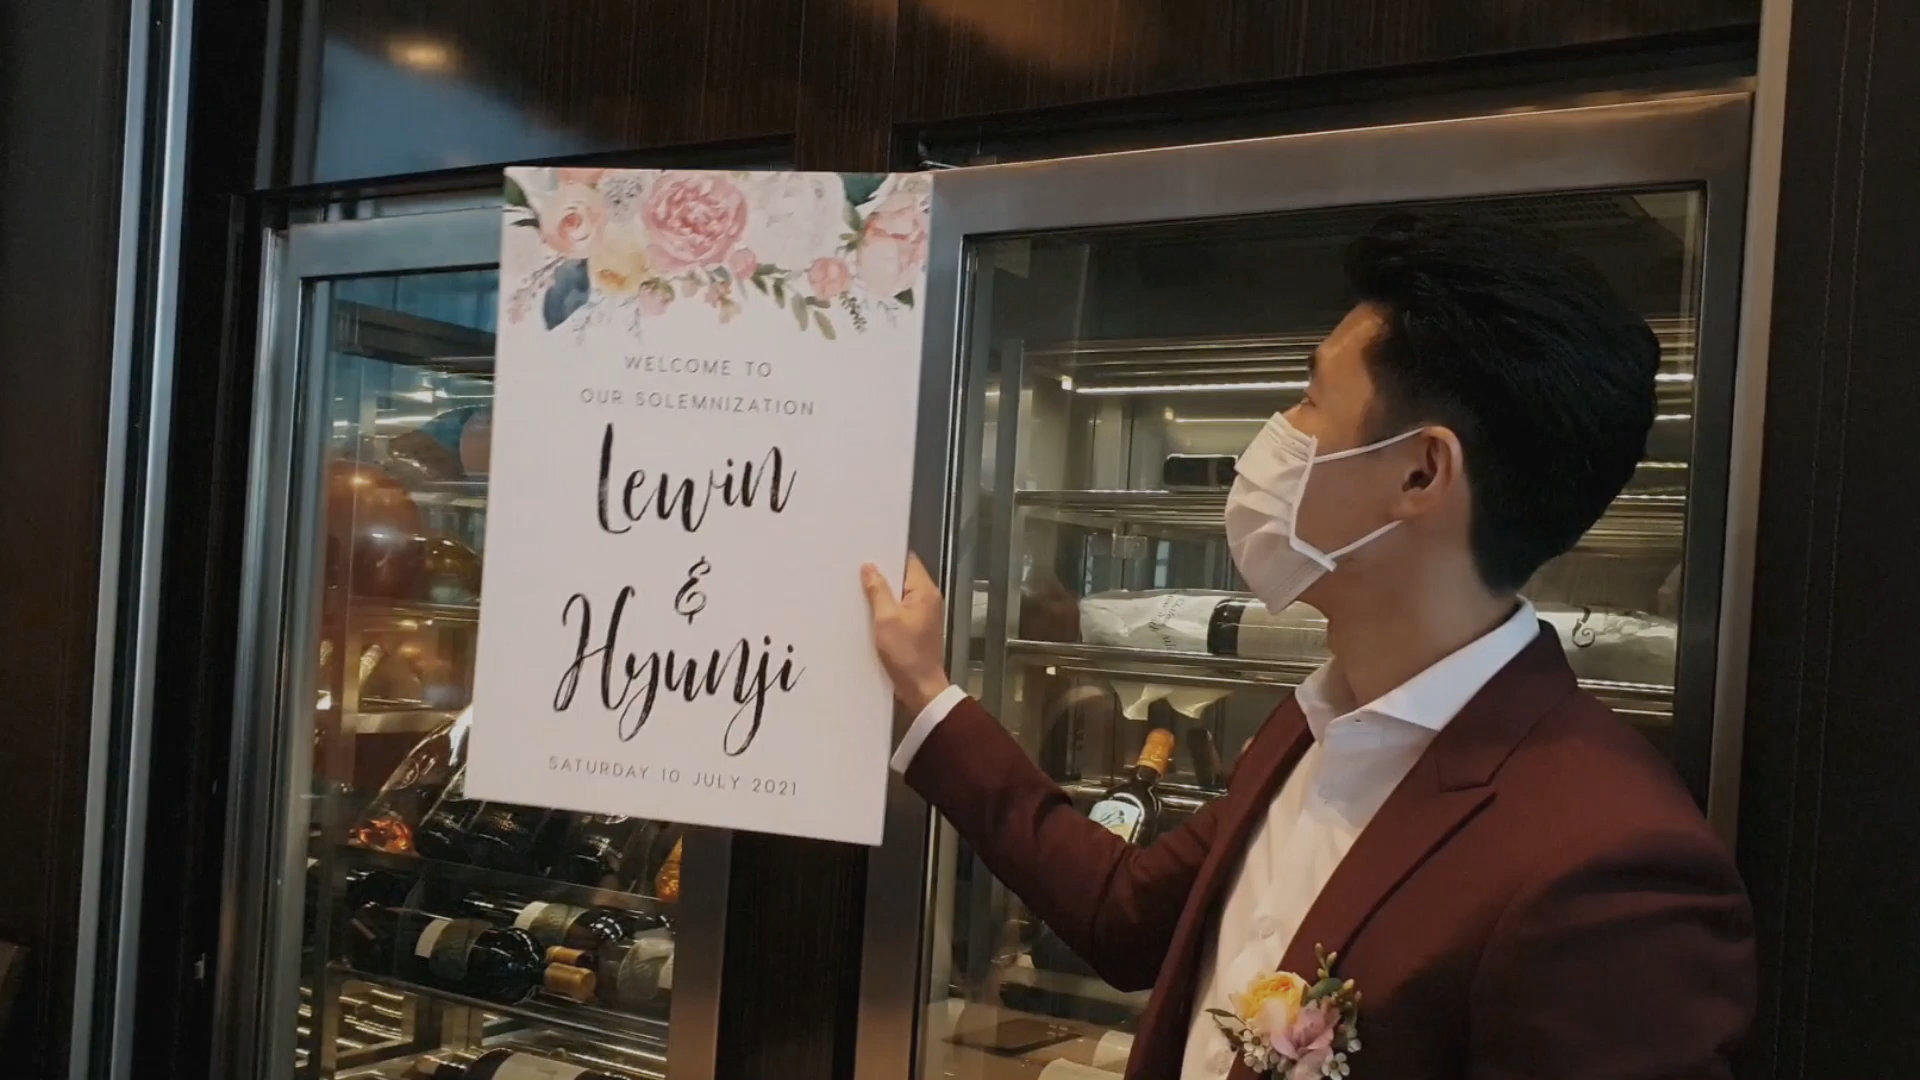 WELCOME TO
OUR SOLEMNIZATION
Lewin
&
Hyunji
SATURDAY 10 JULY 2021